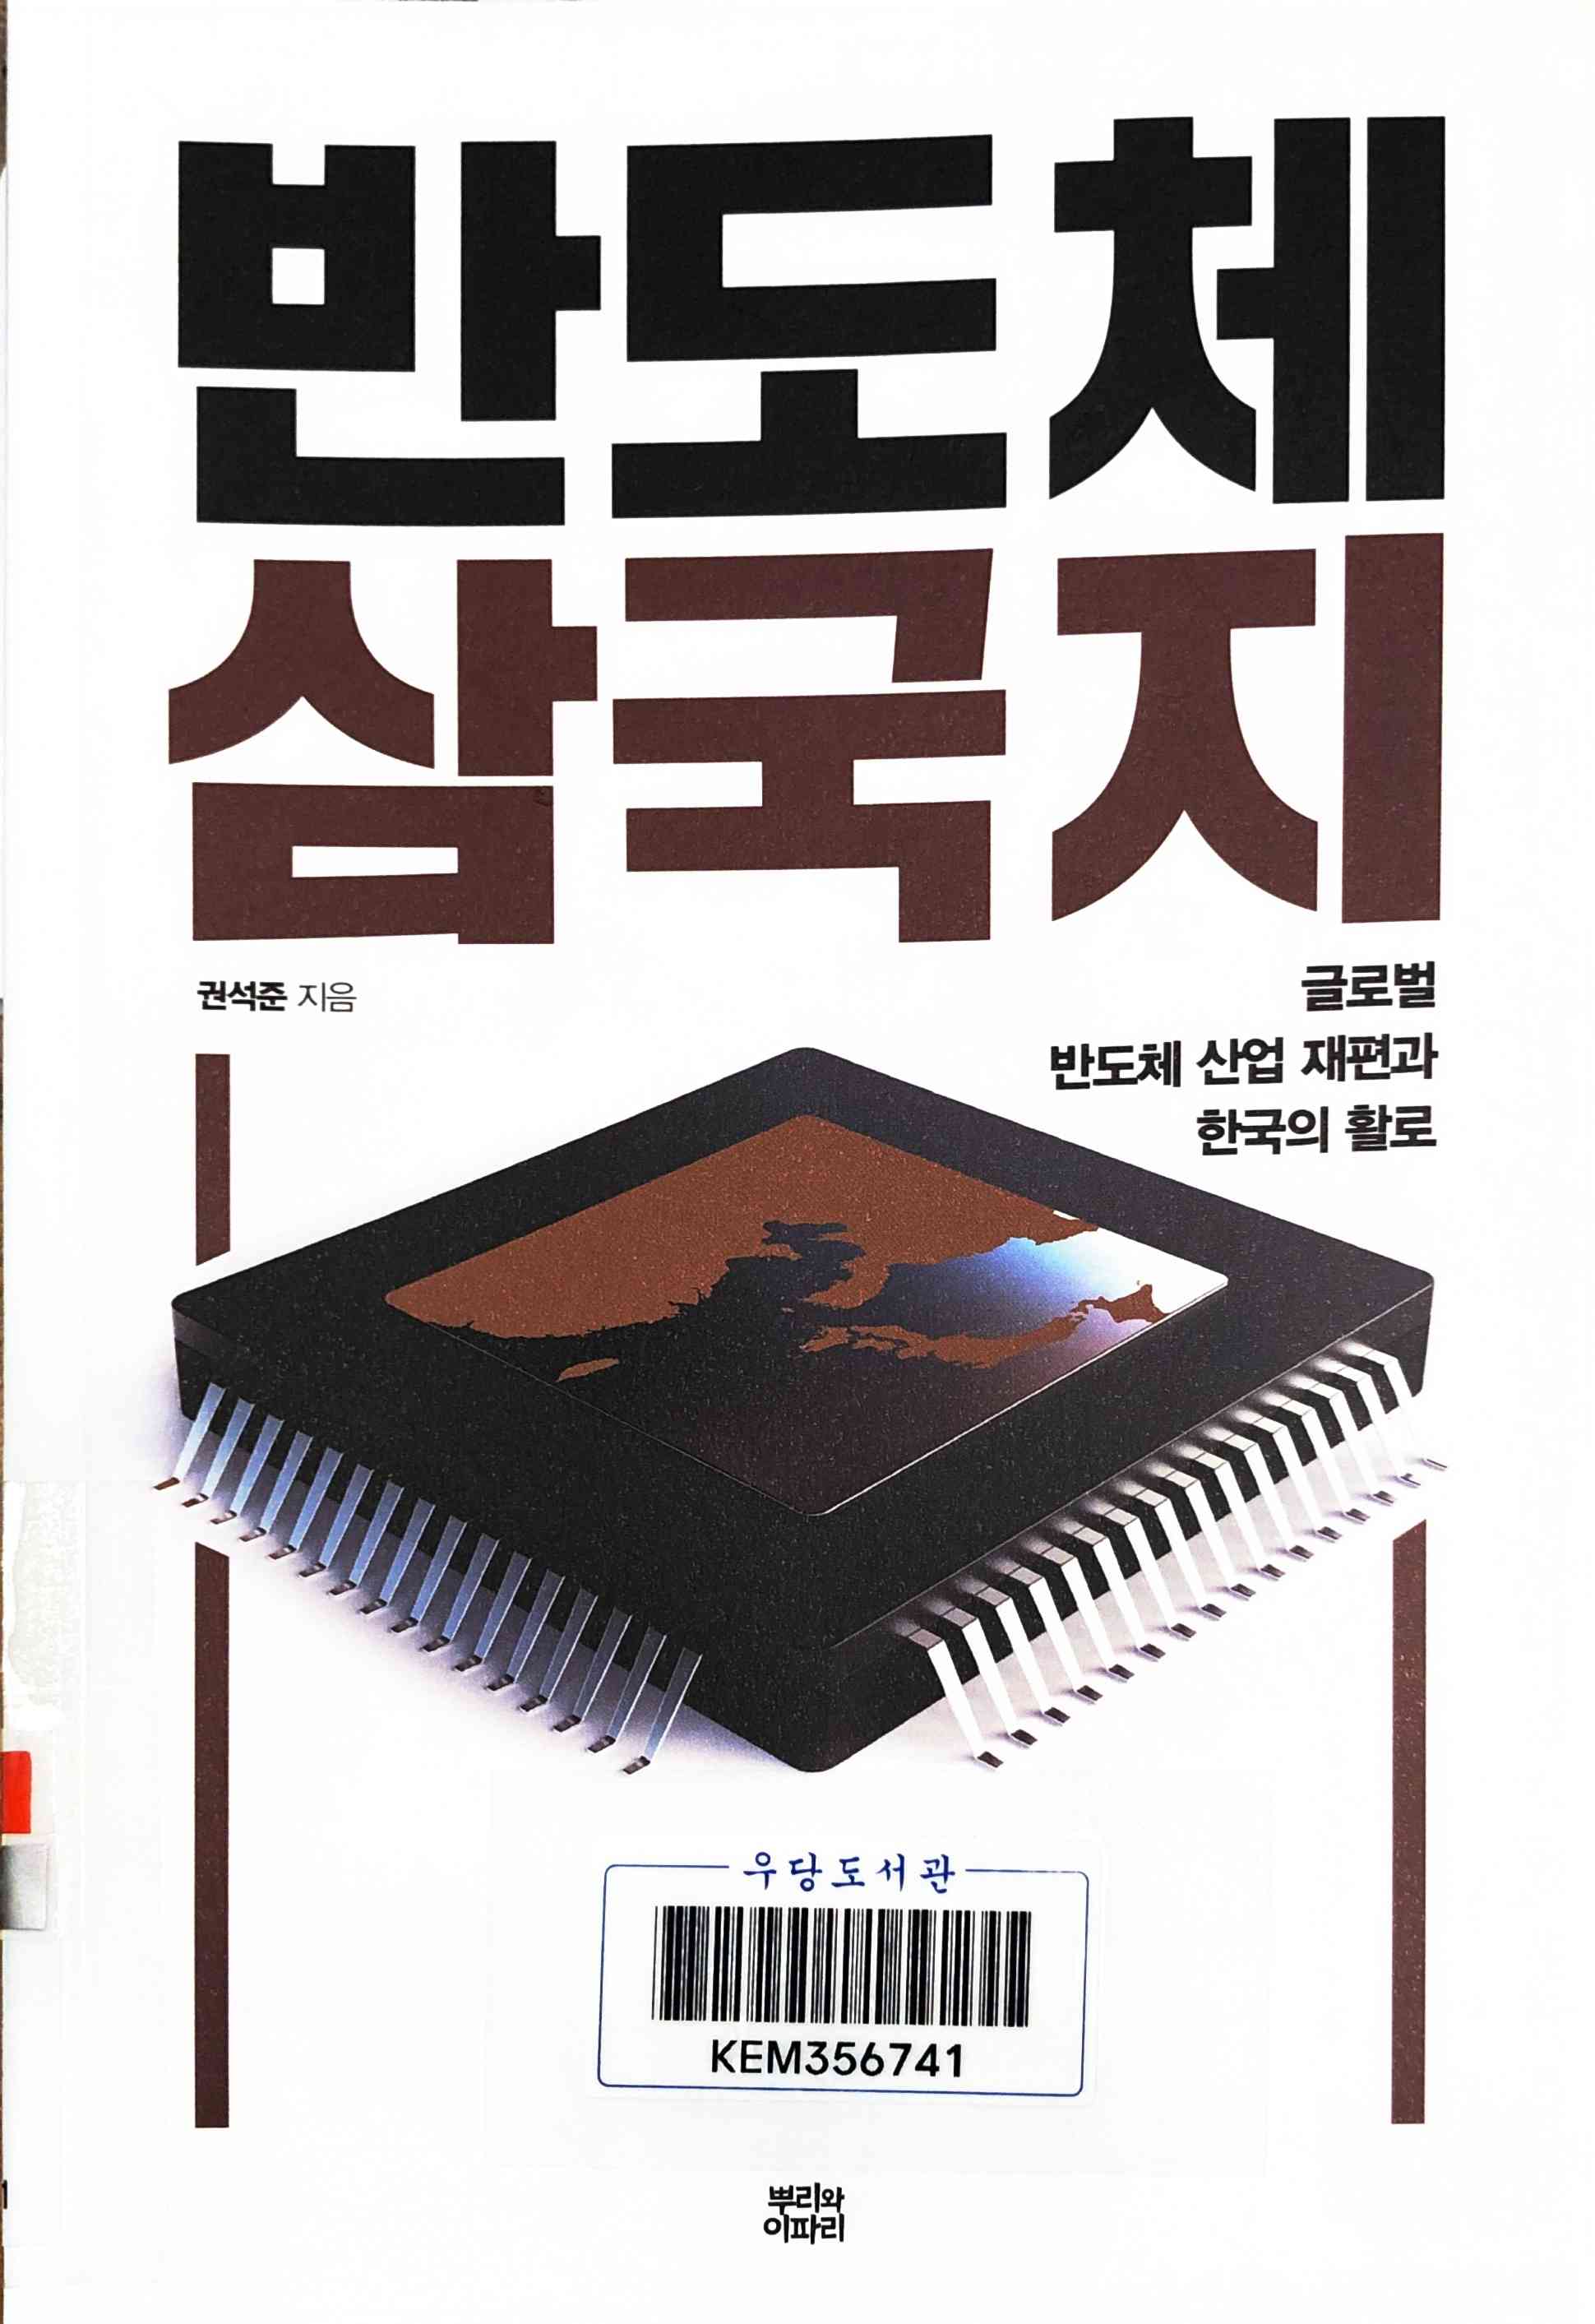 반도체
삼국지
권석준 지음
글로벌
반도체 산업 재편과
한국의 활로
우당도서관
KEM356741
뿌리와
이파리